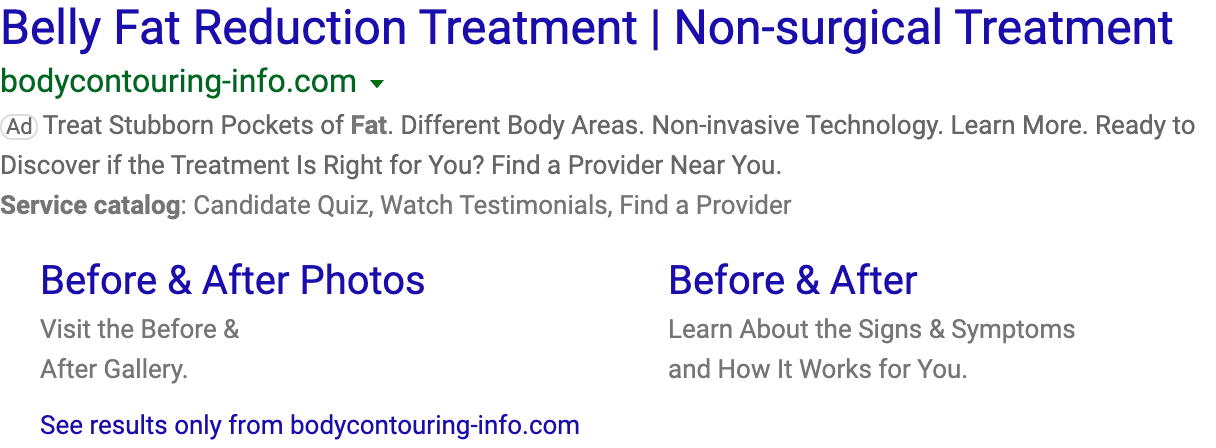 Belly Fat Reduction Treatment | Non-surgical Treatment
bodycontouring-info.com
Ad Treat Stubborn Pockets of Fat. Different Body Areas. Non-invasive Technology. Learn More. Ready to
Discover if the Treatment Is Right for You? Find a Provider Near You.
Service catalog: Candidate Quiz, Watch Testimonials, Find a Provider
Before & After Photos
Visit the Before &
After Gallery.
Before & After
Learn About the Signs & Symptoms
and How It Works for You.
See results only from bodycontouring-info.com